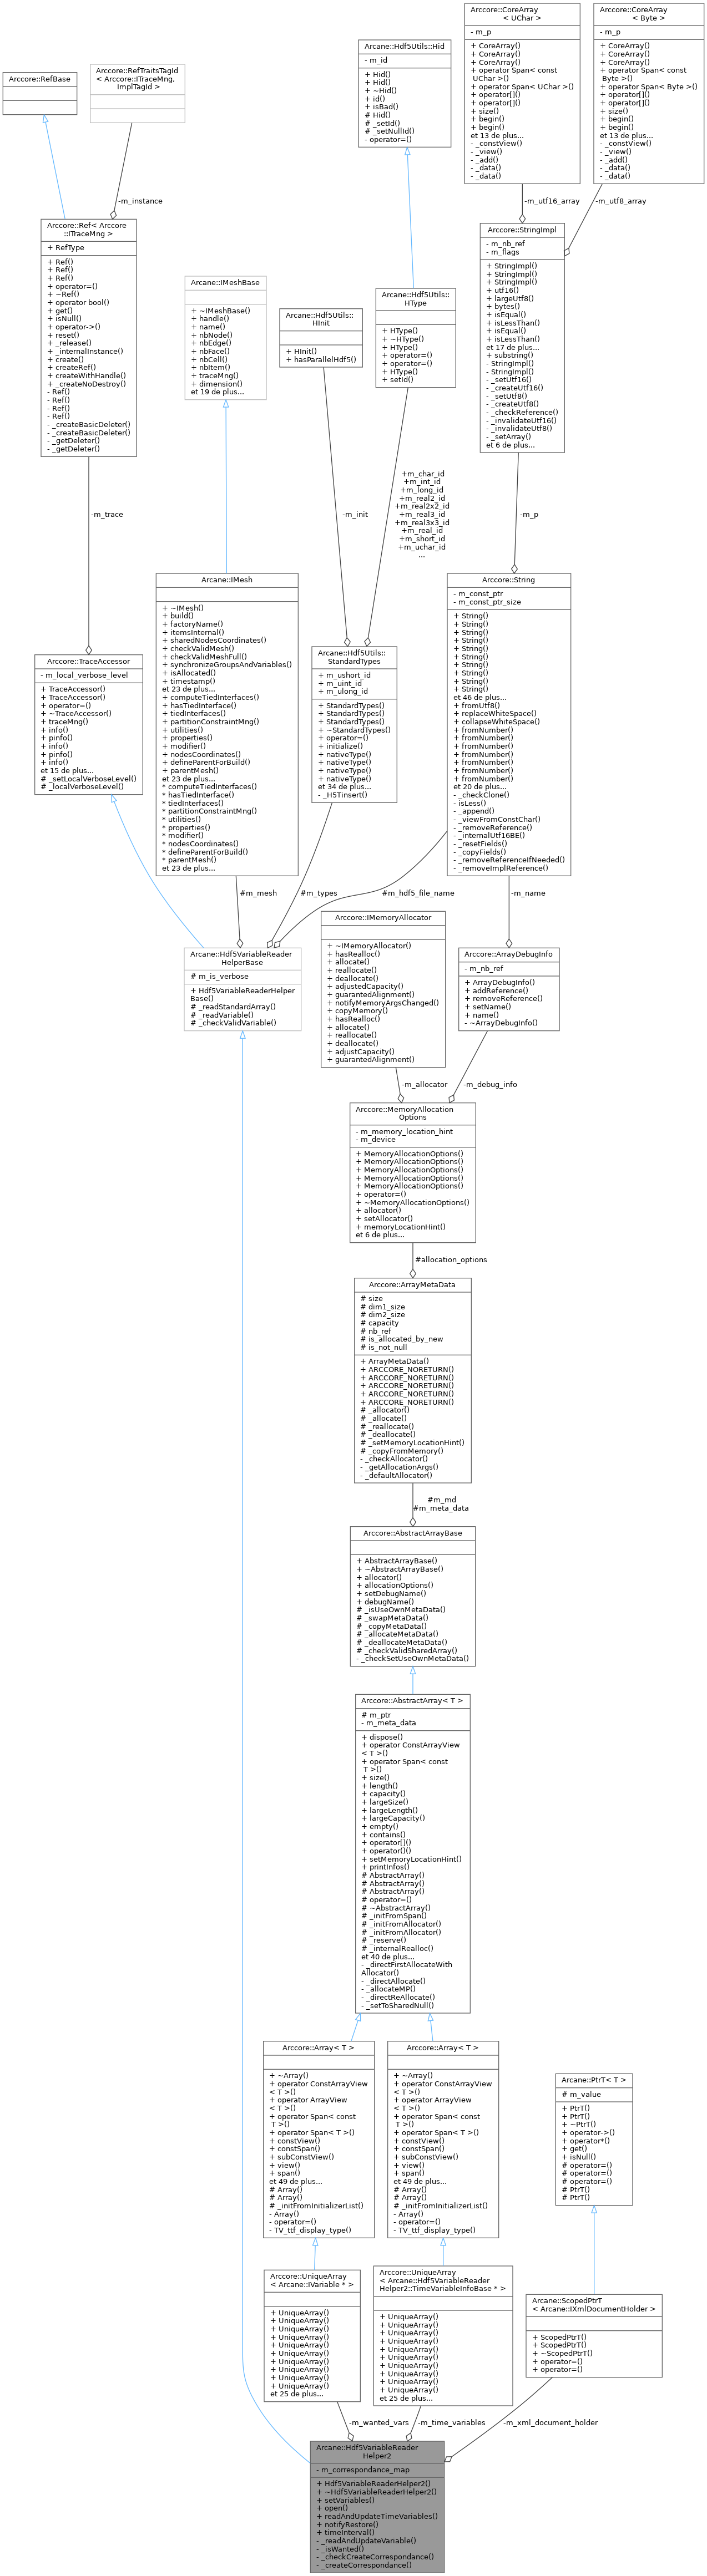 Arccore::CoreArray
< UChar >
- m_p
+ CoreArray()
+ CoreArray()
+ CoreArray()
+ operator Span< const
UChar >()
+ operator Span< UChar >()
+ operator[]()
+ operator[]()
+ size()
+ begin()
+ begin()
et 13 de plus...
- _constView()
- _view()
- _add()
- _data()
- _data()
Arccore::CoreArray
< Byte >
- m_p
+ CoreArray()
+ CoreArray()
+ CoreArray()
+ operator Span< const
Byte >()
+ operator Span< Byte >()
+ operator[]()
+ operator[]()
+ size()
+ begin()
+ begin()
et 13 de plus...
- _constView()
- _view()
- _add()
- _data()
- _data()
Arcane::Hdf5Utils::Hid
- m_id
+ Hid()
+ Hid()
+ ~Hid()
+ id()
+ isBad()
# Hid()
# _setId()
# _setNullId()
- operator=()
Arccore::RefBase
Arccore::RefTraitsTagId
< Arccore::ITraceMng,
ImplTagId >
-m_instance
-m_utf16_array
-m_utf8_array
Arccore::Ref< Arccore
::ITraceMng >
+ RefType
+ Ref()
+ Ref()
+ Ref()
+ operator=()
+ ~Ref()
+ operator bool()
+ get()
+ isNull()
+ operator->()
+ reset()
+ _release()
+ _internalInstance()
+ create()
+ createRef()
+ createWithHandle()
+ _createNoDestroy()
- Ref()
- Ref()
- Ref()
- Ref()
- _createBasicDeleter()
- _createBasicDeleter()
- _getDeleter()
- _getDeleter()
Arccore::StringImpl
- m_nb_ref
- m_flags
+ StringImpl()
+ StringImpl()
+ StringImpl()
+ utf16()
+ largeUtf8()
+ bytes()
+ isEqual()
+ isLessThan()
+ isEqual()
+ isLessThan()
et 17 de plus...
+ substring()
- StringImpl()
- StringImpl()
- _setUtf16()
- _createUtf16()
- _setUtf8()
- _createUtf8()
- _checkReference()
- _invalidateUtf16()
- _invalidateUtf8()
- _setArray()
et 6 de plus...
Arcane::IMeshBase
+ ~IMeshBase()
+ handle()
+ name()
+ nbNode()
+ nbEdge()
+ nbFace()
+ nbCell()
+ nbItem()
+ traceMng()
+ dimension()
et 19 de plus...
Arcane::Hdf5Utils::
HInit
+ HInit()
+ hasParallelHdf5()
Arcane::Hdf5Utils::
HType
+ HType()
+ ~HType()
+ HType()
+ operator=()
+ operator=()
+ HType()
+ setId()
-m_trace
-m_init
+m_char_id
+m_int_id
+m_long_id
+m_real2_id
+m_real2x2_id
+m_real3_id
+m_real3x3_id
+m_real_id
+m_short_id
+m_uchar_id
...
-m_p
Arcane::IMesh
+ ~IMesh()
+ build()
+ factoryName()
+ itemsInternal()
+ sharedNodesCoordinates()
+ checkValidMesh()
+ checkValidMeshFull()
+ synchronizeGroupsAndVariables()
+ isAllocated()
+ timestamp()
et 23 de plus...
+ computeTiedInterfaces()
+ hasTiedInterface()
+ tiedInterfaces()
+ partitionConstraintMng()
+ utilities()
+ properties()
+ modifier()
+ nodesCoordinates()
+ defineParentForBuild()
+ parentMesh()
et 23 de plus...
* computeTiedInterfaces()
* hasTiedInterface()
* tiedInterfaces()
* partitionConstraintMng()
* utilities()
* properties()
* modifier()
* nodesCoordinates()
* defineParentForBuild()
* parentMesh()
et 23 de plus...
Arccore::String
- m_const_ptr
- m_const_ptr_size
+ String()
+ String()
+ String()
+ String()
+ String()
+ String()
+ String()
+ String()
+ String()
+ String()
et 46 de plus...
+ fromUtf8()
+ replaceWhiteSpace()
+ collapseWhiteSpace()
+ fromNumber()
+ fromNumber()
+ fromNumber()
+ fromNumber()
+ fromNumber()
+ fromNumber()
+ fromNumber()
et 20 de plus...
- _checkClone()
- isLess()
- _append()
- _viewFromConstChar()
- _removeReference()
- _internalUtf16BE()
- _resetFields()
- _copyFields()
- _removeReferenceIfNeeded()
- _removeImplReference()
Arccore::TraceAccessor
- m_local_verbose_level
+ TraceAccessor()
+ TraceAccessor()
+ operator=()
+ ~TraceAccessor()
+ traceMng()
+ info()
+ pinfo()
+ info()
+ pinfo()
+ info()
et 15 de plus...
# _setLocalVerboseLevel()
# _localVerboseLevel()
Arcane::Hdf5Utils::
StandardTypes
+ m_ushort_id
+ m_uint_id
+ m_ulong_id
+ StandardTypes()
+ StandardTypes()
+ StandardTypes()
+ ~StandardTypes()
+ operator=()
+ initialize()
+ nativeType()
+ nativeType()
+ nativeType()
+ nativeType()
et 34 de plus...
- _H5Tinsert()
#m_mesh
#m_types
#m_hdf5_file_name
-m_name
Arcane::Hdf5VariableReader
HelperBase
# m_is_verbose
+ Hdf5VariableReaderHelper
Base()
# _readStandardArray()
# _readVariable()
# _checkValidVariable()
Arccore::IMemoryAllocator
+ ~IMemoryAllocator()
+ hasRealloc()
+ allocate()
+ reallocate()
+ deallocate()
+ adjustedCapacity()
+ guarantedAlignment()
+ notifyMemoryArgsChanged()
+ copyMemory()
+ hasRealloc()
+ allocate()
+ reallocate()
+ deallocate()
+ adjustCapacity()
+ guarantedAlignment()
Arccore::ArrayDebugInfo
- m_nb_ref
+ ArrayDebugInfo()
+ addReference()
+ removeReference()
+ setName()
+ name()
- ~ArrayDebugInfo()
-m_allocator
-m_debug_info
Arccore::MemoryAllocation
Options
- m_memory_location_hint
- m_device
+ MemoryAllocationOptions()
+ MemoryAllocationOptions()
+ MemoryAllocationOptions()
+ MemoryAllocationOptions()
+ MemoryAllocationOptions()
+ operator=()
+ ~MemoryAllocationOptions()
+ allocator()
+ setAllocator()
+ memoryLocationHint()
et 6 de plus...
#allocation_options
Arccore::ArrayMetaData
# size
# dim1_size
# dim2_size
# capacity
# nb_ref
# is_allocated_by_new
# is_not_null
+ ArrayMetaData()
+ ARCCORE_NORETURN()
+ ARCCORE_NORETURN()
+ ARCCORE_NORETURN()
+ ARCCORE_NORETURN()
+ ARCCORE_NORETURN()
# _allocator()
# _allocate()
# _reallocate()
# _deallocate()
# _setMemoryLocationHint()
# _copyFromMemory()
- _checkAllocator()
- _getAllocationArgs()
- _defaultAllocator()
#m_md
#m_meta_data
Arccore::AbstractArrayBase
+ AbstractArrayBase()
+ ~AbstractArrayBase()
+ allocator()
+ allocationOptions()
+ setDebugName()
+ debugName()
# _isUseOwnMetaData()
# _swapMetaData()
# _copyMetaData()
# _allocateMetaData()
# _deallocateMetaData()
# _checkValidSharedArray()
- _checkSetUseOwnMetaData()
Arccore::AbstractArray< T >
# m_ptr
- m_meta_data
+ dispose()
+ operator ConstArrayView
< T >()
+ operator Span< const
T >()
+ size()
+ length()
+ capacity()
+ largeSize()
+ largeLength()
+ largeCapacity()
+ empty()
+ contains()
+ operator[]()
+ operator()()
+ setMemoryLocationHint()
+ printInfos()
# AbstractArray()
# AbstractArray()
# AbstractArray()
# operator=()
# ~AbstractArray()
# _initFromSpan()
# _initFromAllocator()
# _initFromAllocator()
# _reserve()
# _internalRealloc()
et 40 de plus...
- _directFirstAllocateWith
Allocator()
- _directAllocate()
- _allocateMP()
- _directReAllocate()
- _setToSharedNull()
Arccore::Array< T >
+ ~Array()
+ operator ConstArrayView
< T >()
+ operator ArrayView
< T >()
+ operator Span< const
T >()
+ operator Span< T >()
+ constView()
+ constSpan()
+ subConstView()
+ view()
+ span()
et 49 de plus...
# Array()
# Array()
# _initFromInitializerList()
- Array()
- operator=()
- TV_ttf_display_type()
Arccore::Array< T >
+ ~Array()
+ operator ConstArrayView
< T >()
+ operator ArrayView
< T >()
+ operator Span< const
T >()
+ operator Span< T >()
+ constView()
+ constSpan()
+ subConstView()
+ view()
+ span()
et 49 de plus...
# Array()
# Array()
# _initFromInitializerList()
- Array()
- operator=()
- TV_ttf_display_type()
Arcane::PtrT< T >
# m_value
+ PtrT()
+ PtrT()
+ ~PtrT()
+ operator->()
+ operator*()
+ get()
+ isNull()
# operator=()
# operator=()
# operator=()
# PtrT()
# PtrT()
Arccore::UniqueArray
< Arcane::IVariable * >
+ UniqueArray()
+ UniqueArray()
+ UniqueArray()
+ UniqueArray()
+ UniqueArray()
+ UniqueArray()
+ UniqueArray()
+ UniqueArray()
+ UniqueArray()
+ UniqueArray()
et 25 de plus...
Arccore::UniqueArray
< Arcane::Hdf5VariableReader
Helper2::TimeVariableInfoBase * >
+ UniqueArray()
+ UniqueArray()
+ UniqueArray()
+ UniqueArray()
+ UniqueArray()
+ UniqueArray()
+ UniqueArray()
+ UniqueArray()
+ UniqueArray()
+ UniqueArray()
et 25 de plus...
Arcane::ScopedPtrT
< Arcane::IXmlDocumentHolder >
+ ScopedPtrT()
+ ScopedPtrT()
+ ~ScopedPtrT()
+ operator=()
+ operator=()
-m_wanted_vars
-m_time_variables
-m_xml_document_holder
Arcane::Hdf5VariableReader
Helper2
- m_correspondance_map
+ Hdf5VariableReaderHelper2()
+ ~Hdf5VariableReaderHelper2()
+ setVariables()
+ open()
+ readAndUpdateTimeVariables()
+ notifyRestore()
+ timeInterval()
- _readAndUpdateVariable()
- _isWanted()
- _checkCreateCorrespondance()
- _createCorrespondance()